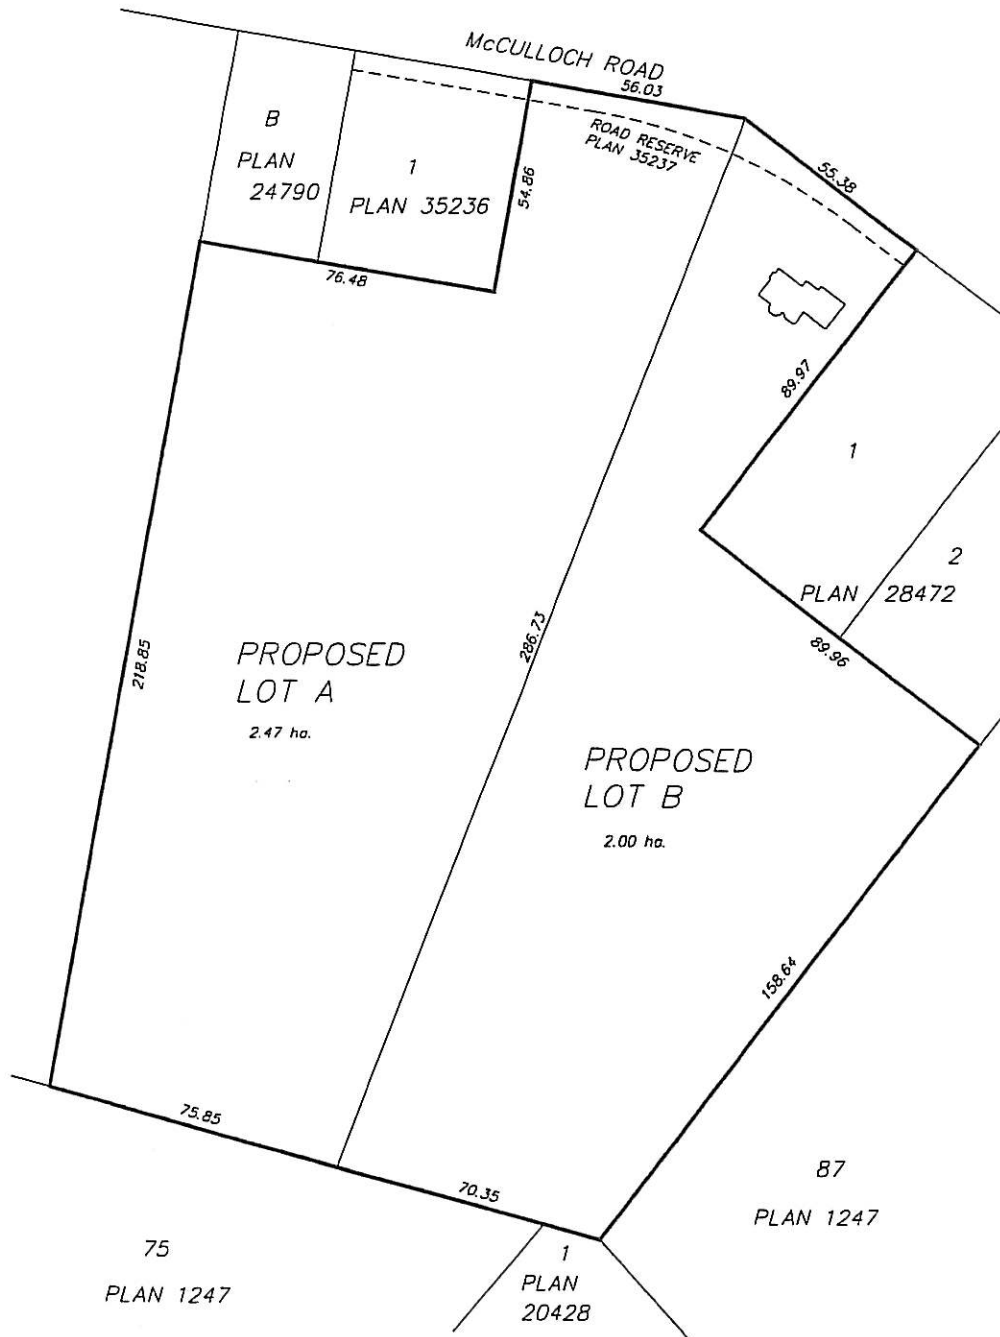 McCULLOCH ROAD
56.03
ROAD RESERVE
PLAN 35237
55.38
B
PLAN
24790
1
PLAN 35236
54.86
76.48
89.97
1
2
PLAN 28472
89.96
218.85
286.73
PROPOSED
LOT A
2.47 ha.
PROPOSED
LOT B
2.00 ha.
158.64
75.85
70.35
87
PLAN 1247
75
PLAN 1247
1
PLAN
20428